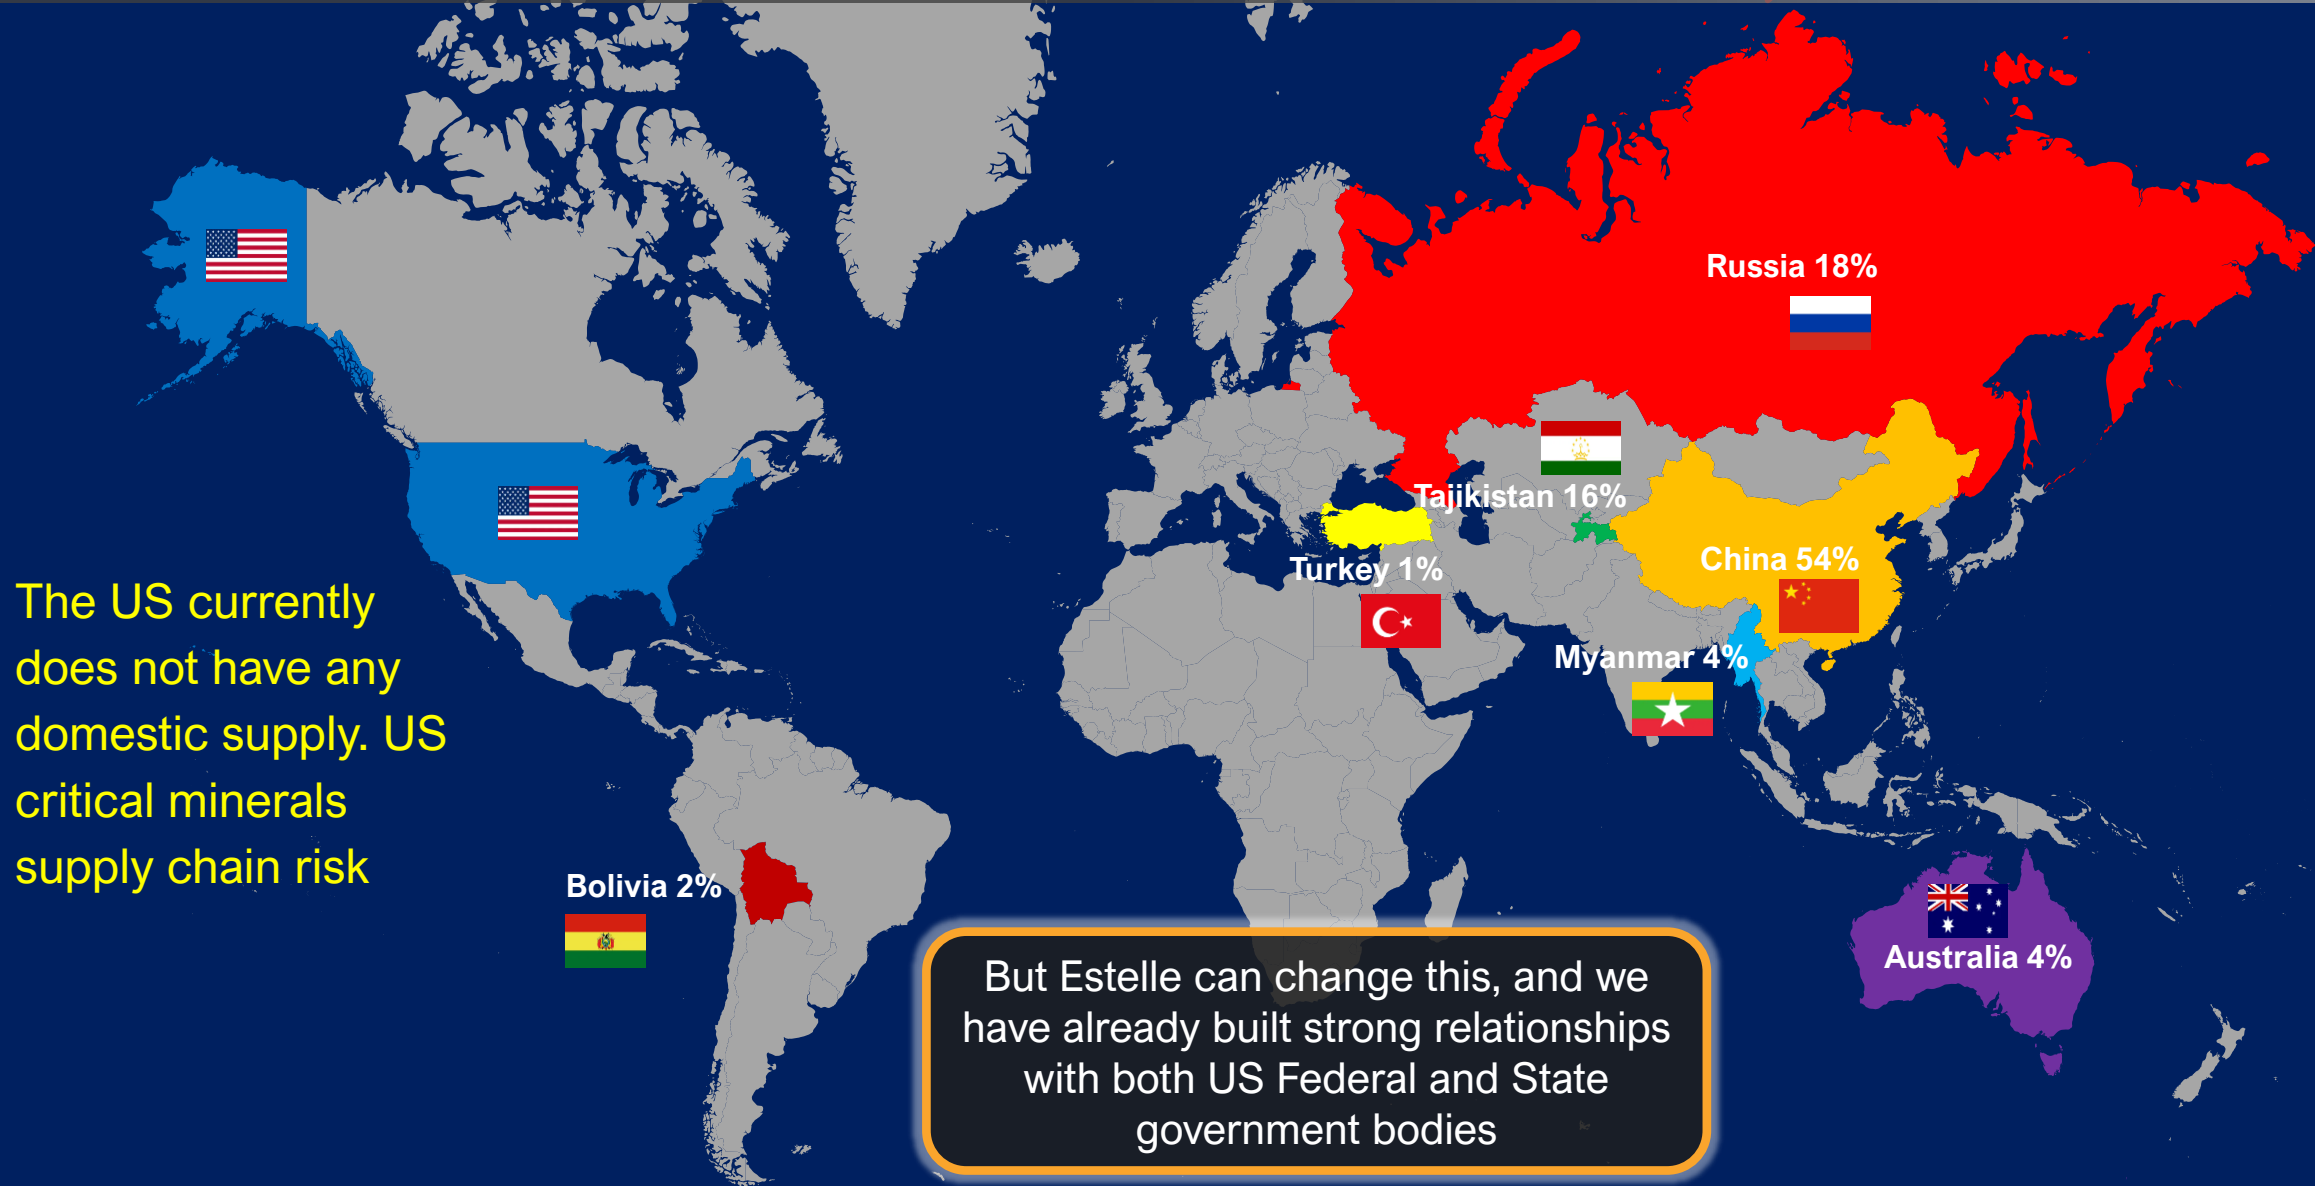 Russia 18%
Tajikistan 16%
China 54%
Turkey 1%
Myanmar 4%
The US currently
does not have any
domestic supply. US
critical minerals
supply chain risk
Bolivia 2%
Australia 4%
But Estelle can change this, and we
have already built strong relationships
with both US Federal and State
government bodies